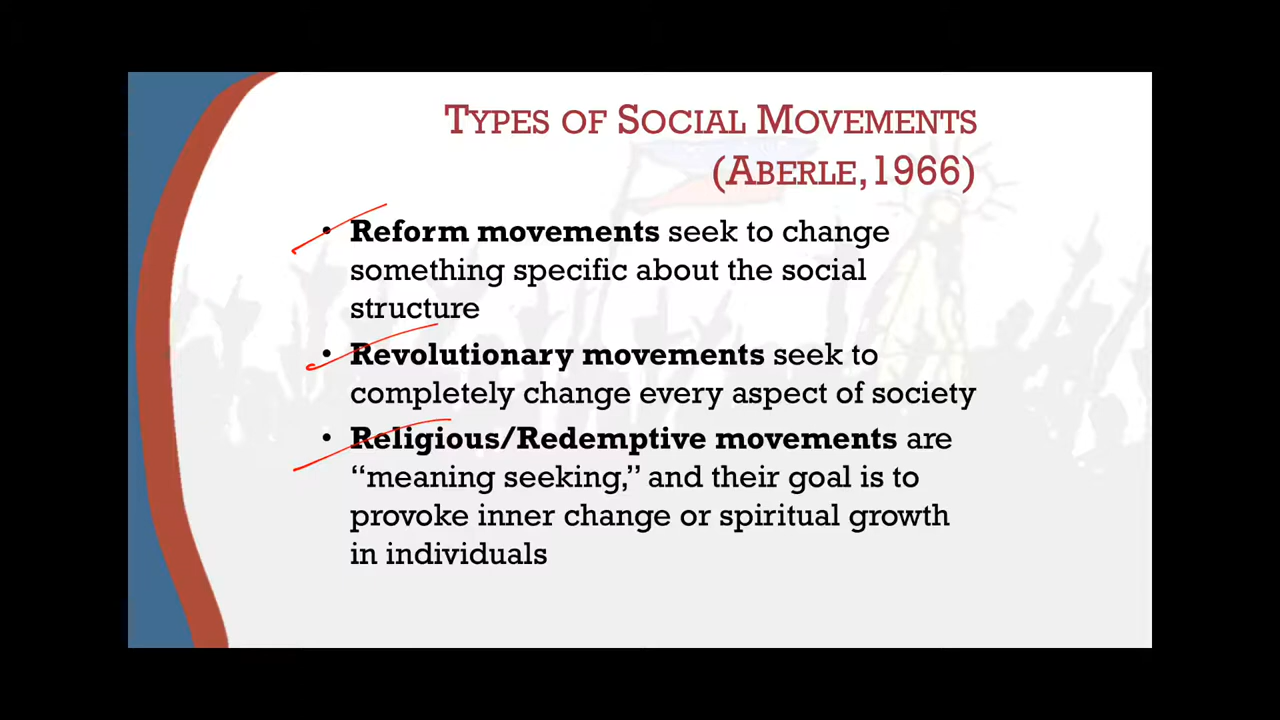 TYPES OF SOCIAL MOVEMENTS
(ABERLE,1966)
• Reform movements seek to change
something specific about the social
structure
• Revolutionary movements seek to
completely change every aspect of society
• Religious/Redemptive movements are
“meaning seeking,” and their goal is to
provoke inner change or spiritual growth
in individuals